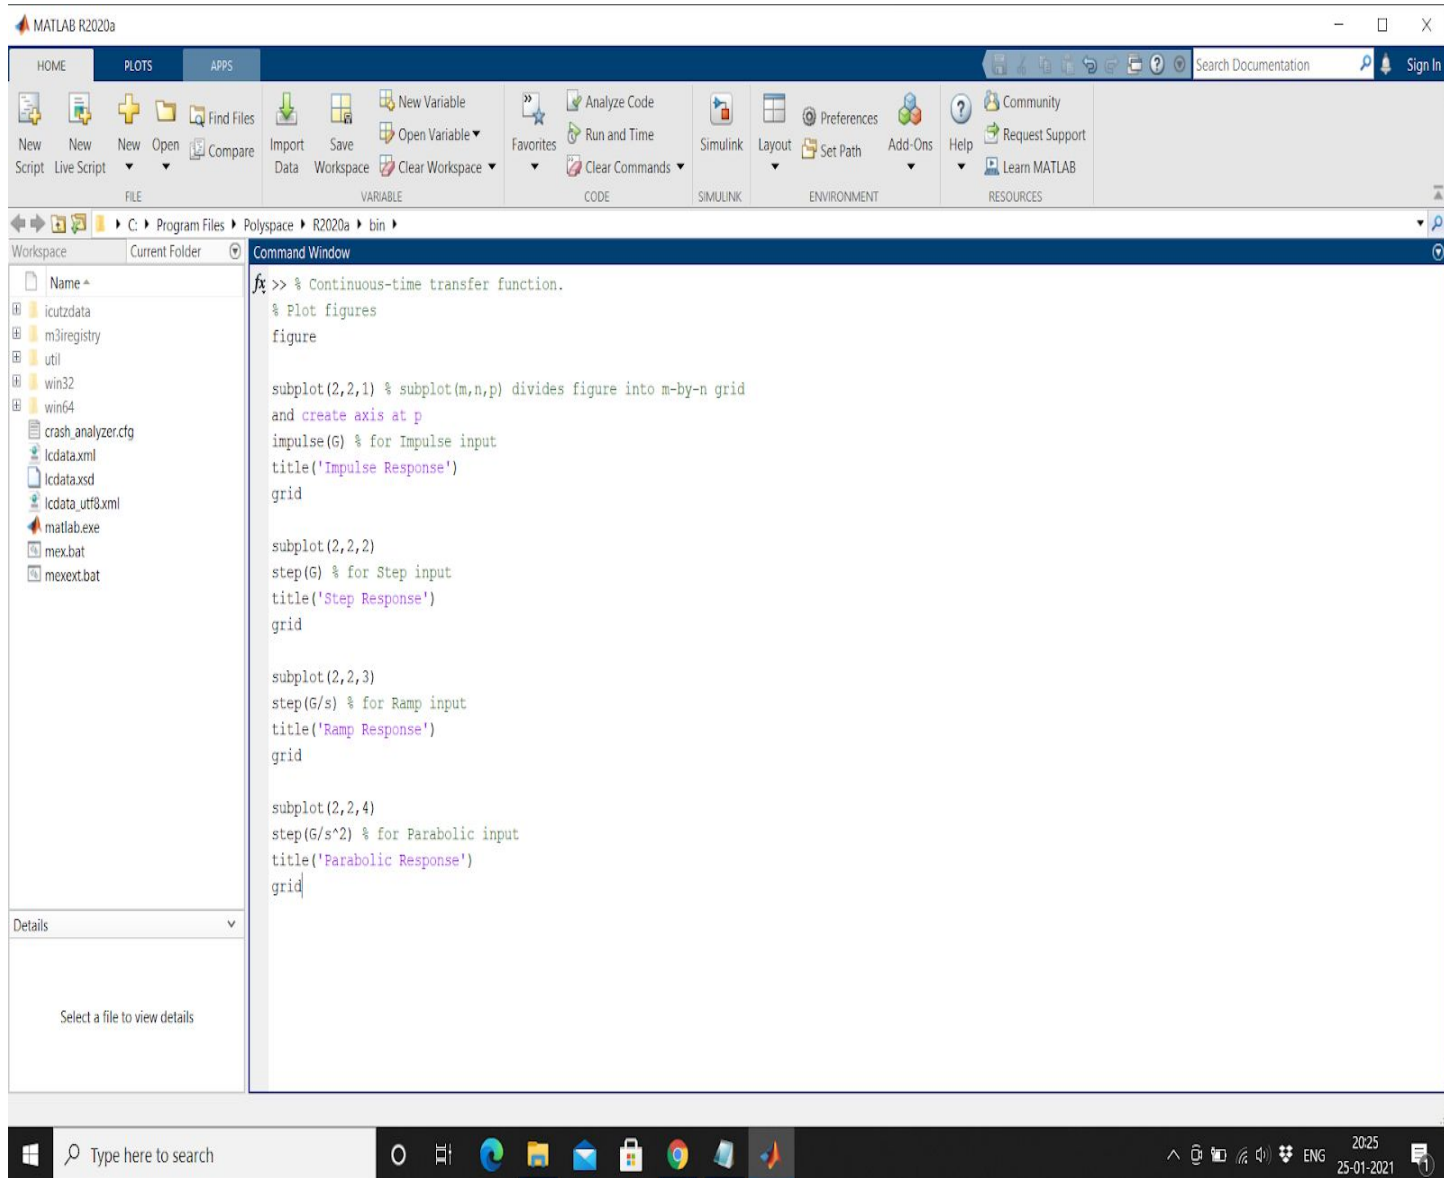 MATLAB R2020a
HOME PLOTS APPS
Search Documentation Sign In
New Script
New Live Script
New
Open
Find Files
Compare
FILE
Import Data
Save Workspace
New Variable
Open Variable
Clear Workspace
VARIABLE
Favorites
Analyze Code
Run and Time
Clear Commands
CODE
Simulink
SIMULINK
Layout
Preferences
Set Path
Add-Ons
ENVIRONMENT
Help
Community
Request Support
Learn MATLAB
RESOURCES
C: Program Files Polyspace R2020a bin
Workspace Current Folder
Name
icutzdata
m3iregistry
util
win32
win64
crash_analyzer.cfg
lcdata.xml
lcdata.xsd
lcdata_utf8.xml
matlab.exe
mex.bat
mexext.bat
Details
Select a file to view details
Command Window
fx >> % Continuous-time transfer function.
% Plot figures
figure
subplot(2,2,1) % subplot(m,n,p) divides figure into m-by-n grid
and create axis at p
impulse(G) % for Impulse input
title('Impulse Response')
grid
subplot(2,2,2)
step(G) % for Step input
title('Step Response')
grid
subplot(2,2,3)
step(G/s) % for Ramp input
title('Ramp Response')
grid
subplot(2,2,4)
step(G/s^2) % for Parabolic input
title('Parabolic Response')
grid
Type here to search
ENG
20:25
25-01-2021
1